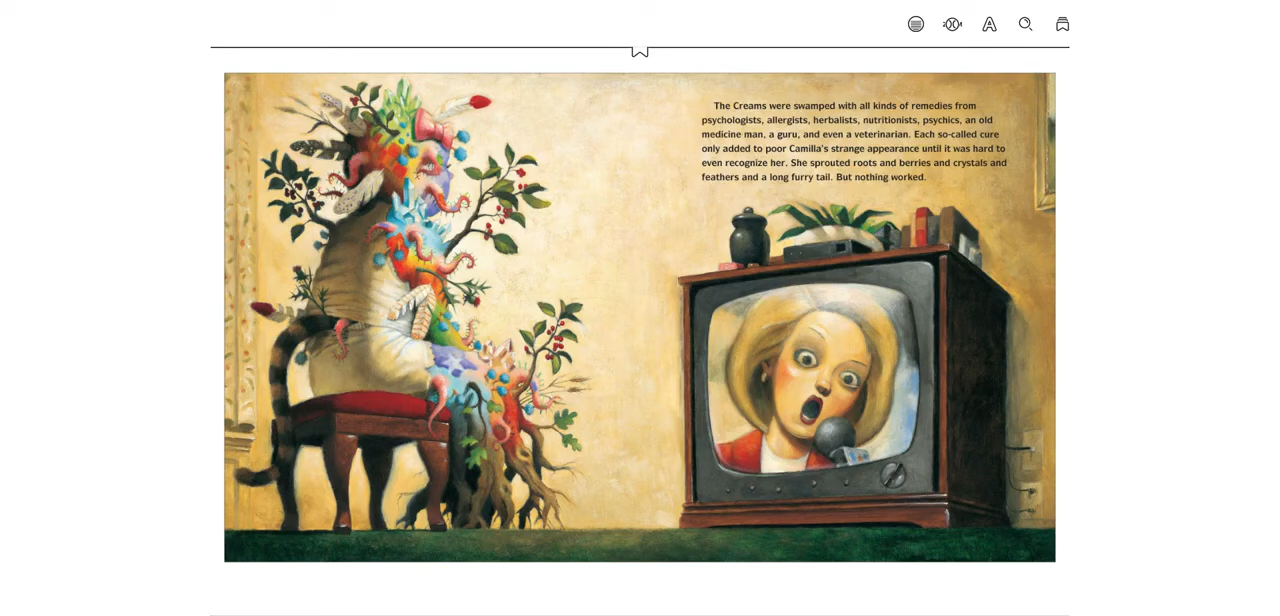 The Creams were swamped with all kinds of remedies from
psychologists, allergists, herbalists, nutritionists, psychics, an old
medicine man, a guru, and even a veterinarian. Each so-called cure
only added to poor Camilla's strange appearance until it was hard to
even recognize her. She sprouted roots and berries and crystals and
feathers and a long furry tail. But nothing worked.